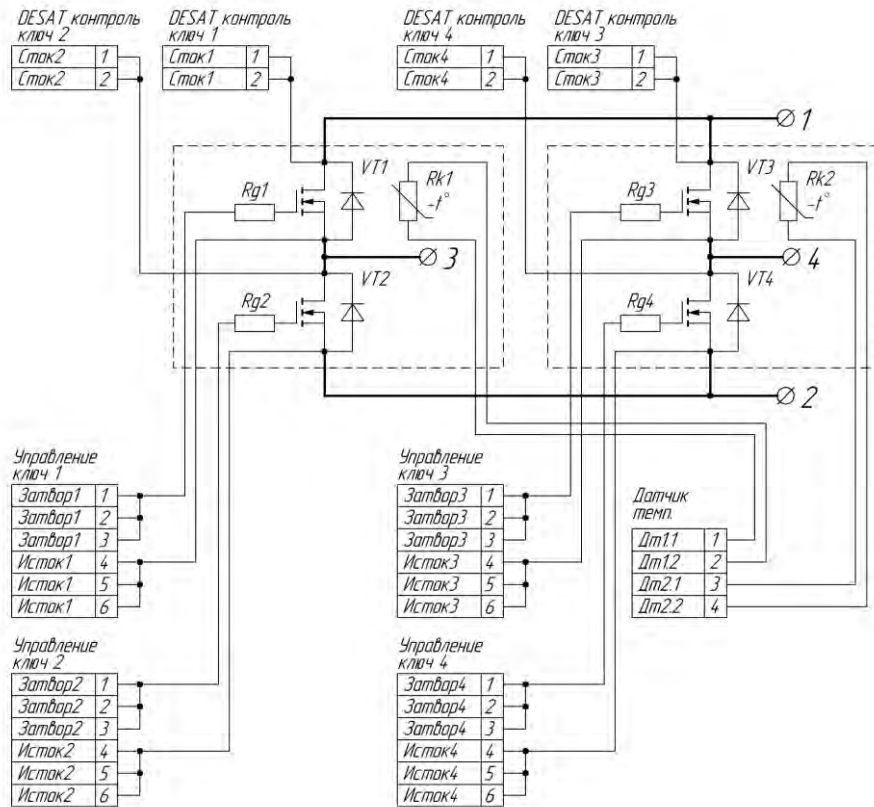 DESAT контроль
ключ 2
Сток2 1
Сток2 2
DESAT контроль
ключ 1
Сток1 1
Сток1 2
DESAT контроль
ключ 4
Сток4 1
Сток4 2
DESAT контроль
ключ 3
Сток3 1
Сток3 2
1
VT1
Rg1
Rk1
-t°
3
VT2
Rg2
VT3
Rg3
Rk2
-t°
4
VT4
Rg4
2
Управление
ключ 1
Затвор1 1
Затвор1 2
Затвор1 3
Исток1 4
Исток1 5
Исток1 6
Управление
ключ 3
Затвор3 1
Затвор3 2
Затвор3 3
Исток3 4
Исток3 5
Исток3 6
Датчик
темп.
Дт1.1 1
Дт1.2 2
Дт2.1 3
Дт2.2 4
Управление
ключ 2
Затвор2 1
Затвор2 2
Затвор2 3
Исток2 4
Исток2 5
Исток2 6
Управление
ключ 4
Затвор4 1
Затвор4 2
Затвор4 3
Исток4 4
Исток4 5
Исток4 6